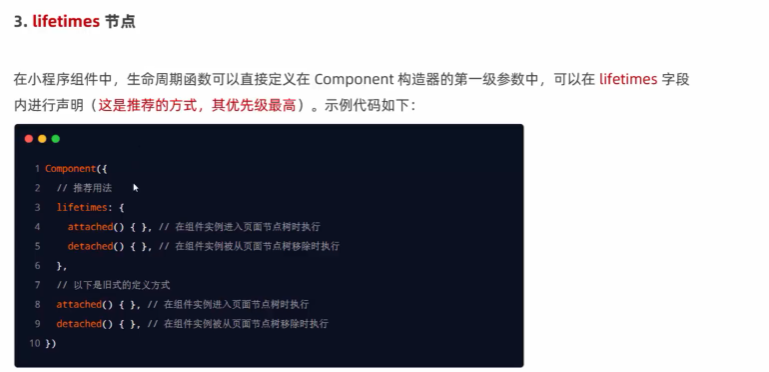 3. lifetimes 节点
在小程序组件中，生命周期函数可以直接定义在 Component 构造器的第一级参数中，可以在 lifetimes 字段
内进行声明（这是推荐的方式，其优先级最高）。示例代码如下：
1 Component({
2 // 推荐用法
3 lifetimes: {
4 attached() { }, // 在组件实例进入页面节点树时执行
5 detached() { }, // 在组件实例被从页面节点树移除时执行
6 },
7 // 以下是旧式的定义方式
8 attached() { }, // 在组件实例进入页面节点树时执行
9 detached() { }, // 在组件实例被从页面节点树移除时执行
10 })